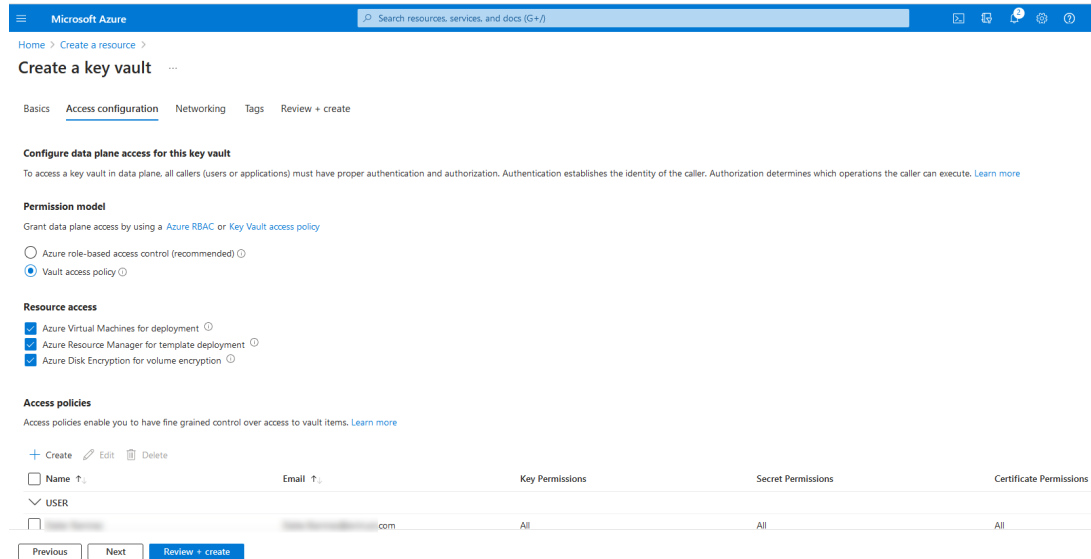 Microsoft Azure
Search resources, services, and docs (G+/)
2
Home > Create a resource >
Create a key vault ...
Basics Access configuration Networking Tags Review + create
Configure data plane access for this key vault
To access a key vault in data plane, all callers (users or applications) must have proper authentication and authorization. Authentication establishes the identity of the caller. Authorization determines which operations the caller can execute. Learn more
Permission model
Grant data plane access by using a Azure RBAC or Key Vault access policy
Azure role-based access control (recommended)
Vault access policy
Resource access
Azure Virtual Machines for deployment
Azure Resource Manager for template deployment
Azure Disk Encryption for volume encryption
Access policies
Access policies enable you to have fine grained control over access to vault items. Learn more
+ Create Edit Delete
Name ↑↓ Email ↑↓ Key Permissions Secret Permissions Certificate Permissions
USER
com All All All
Previous Next Review + create